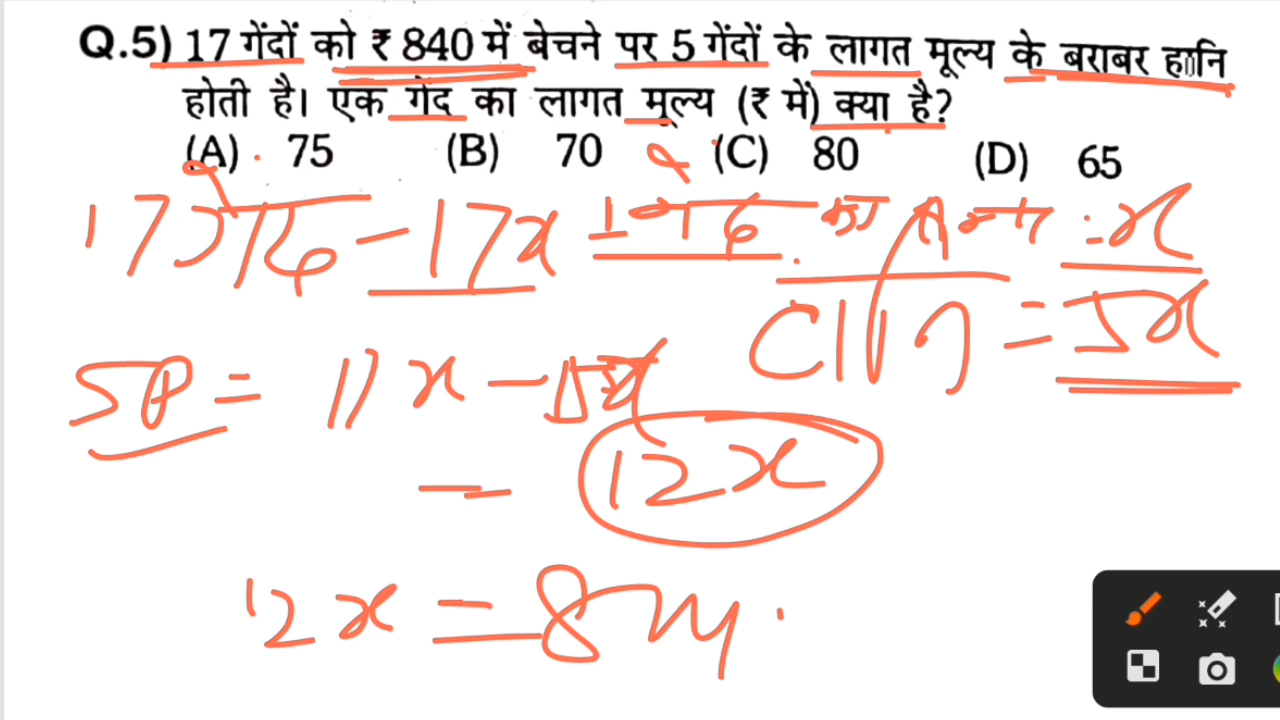 Q.5) 17 गेंदों को ₹ 840 में बेचने पर 5 गेंदों के लागत मूल्य के बराबर हानि
होती है। एक गेंद का लागत मूल्य (₹ में) क्या है?
(A) 75 (B) 70 (C) 80 (D) 65
17 गेंद - 17x 1 गेंद का :x
हानि = 5x
SP = 17x - 5x
= 12x
12x = 840